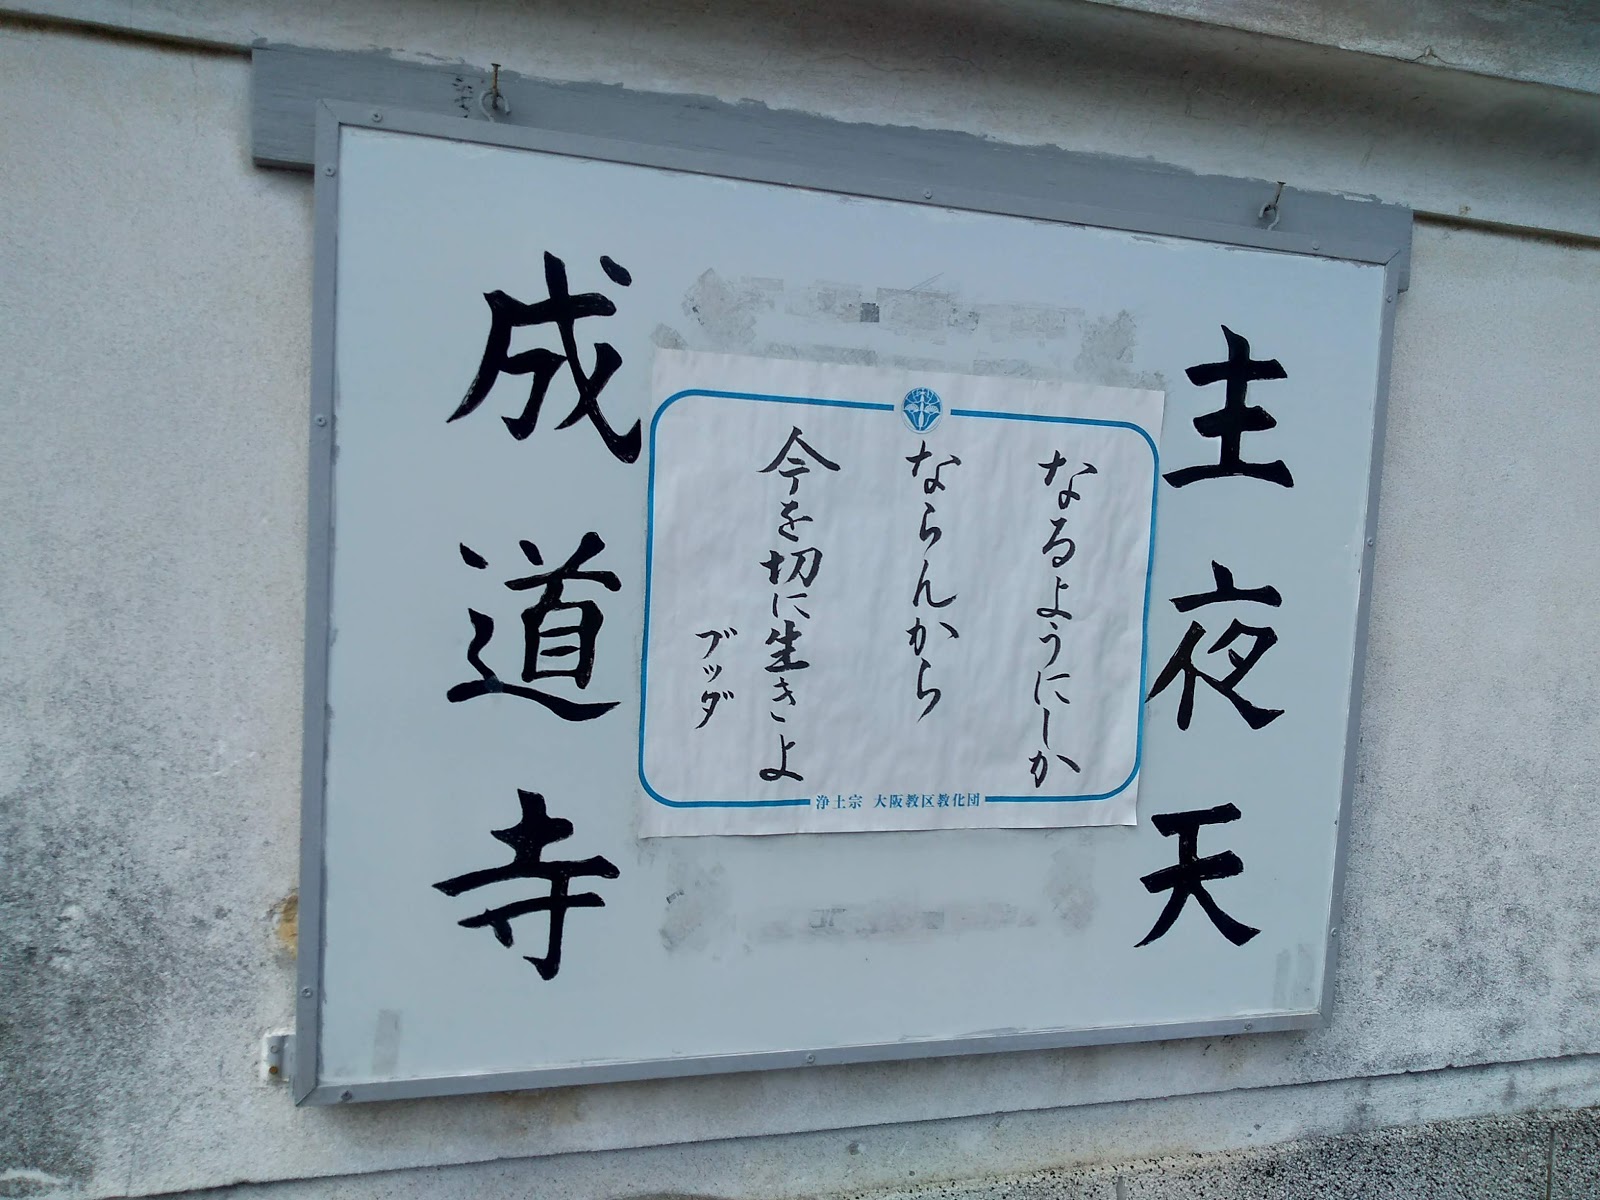 主夜天
なるようにしか
ならんから
今を切に生きよ
ブッダ
浄土宗 大阪教区教化団
成道寺